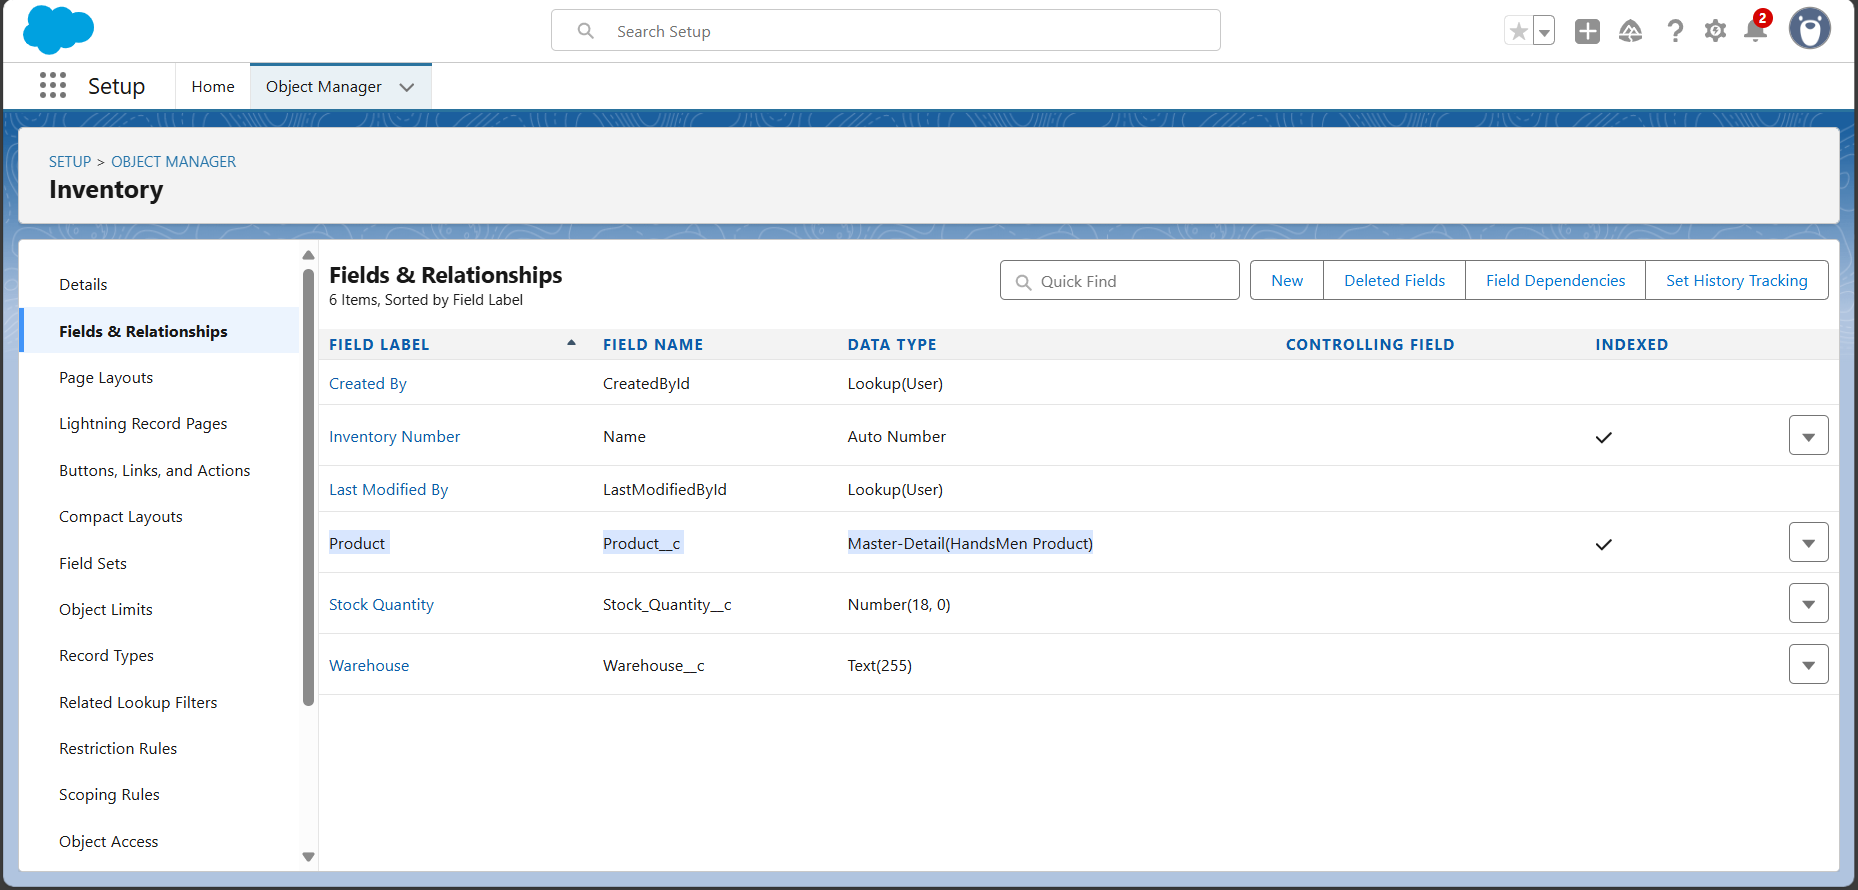 Search Setup
2
Setup
Home
Object Manager
SETUP > OBJECT MANAGER
Inventory
Details
Fields & Relationships
Page Layouts
Lightning Record Pages
Buttons, Links, and Actions
Compact Layouts
Field Sets
Object Limits
Record Types
Related Lookup Filters
Restriction Rules
Scoping Rules
Object Access
Fields & Relationships
6 Items, Sorted by Field Label
Quick Find
New
Deleted Fields
Field Dependencies
Set History Tracking
FIELD LABEL FIELD NAME DATA TYPE CONTROLLING FIELD INDEXED
Created By CreatedById Lookup(User)
Inventory Number Name Auto Number
Last Modified By LastModifiedById Lookup(User)
Product Product__c Master-Detail(HandsMen Product)
Stock Quantity Stock_Quantity__c Number(18, 0)
Warehouse Warehouse__c Text(255)